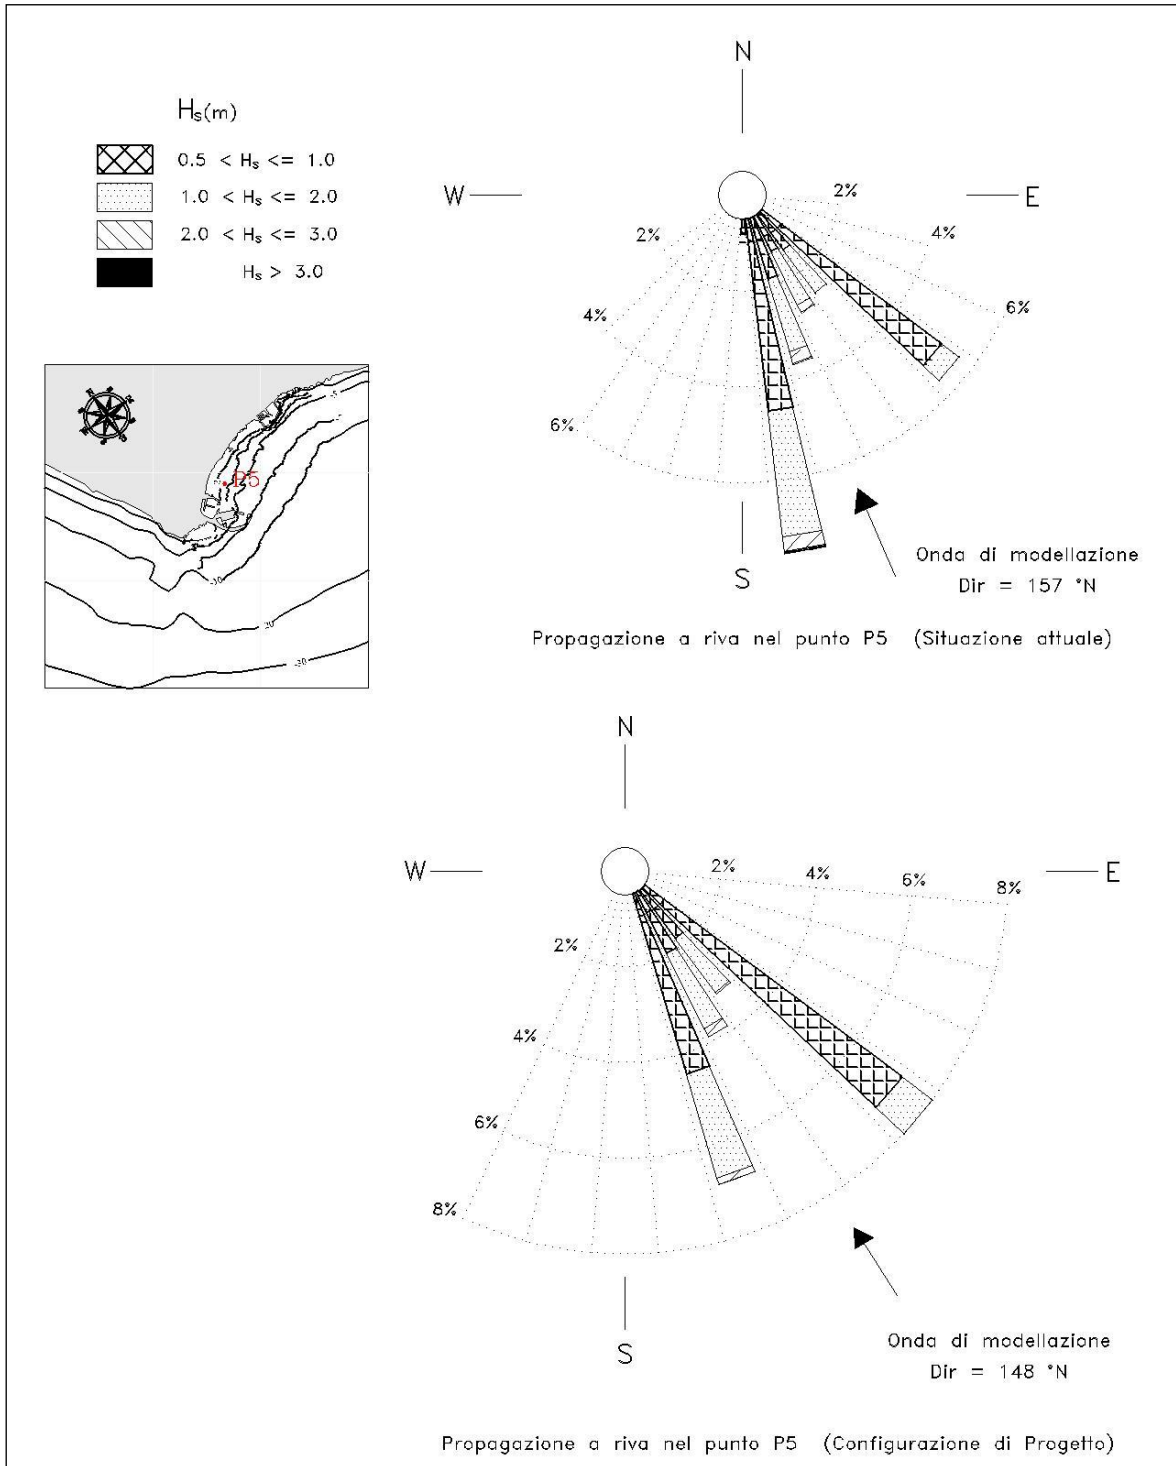 Hs(m)
0.5 < Hs <= 1.0
1.0 < Hs <= 2.0
2.0 < Hs <= 3.0
Hs > 3.0
N
W
E
S
2%
4%
6%
2%
4%
6%
P5
-10
-20
-30
Onda di modellazione
Dir = 157 °N
Propagazione a riva nel punto P5 (Situazione attuale)
N
W
E
S
2%
4%
6%
8%
2%
4%
6%
8%
Onda di modellazione
Dir = 148 °N
Propagazione a riva nel punto P5 (Configurazione di Progetto)